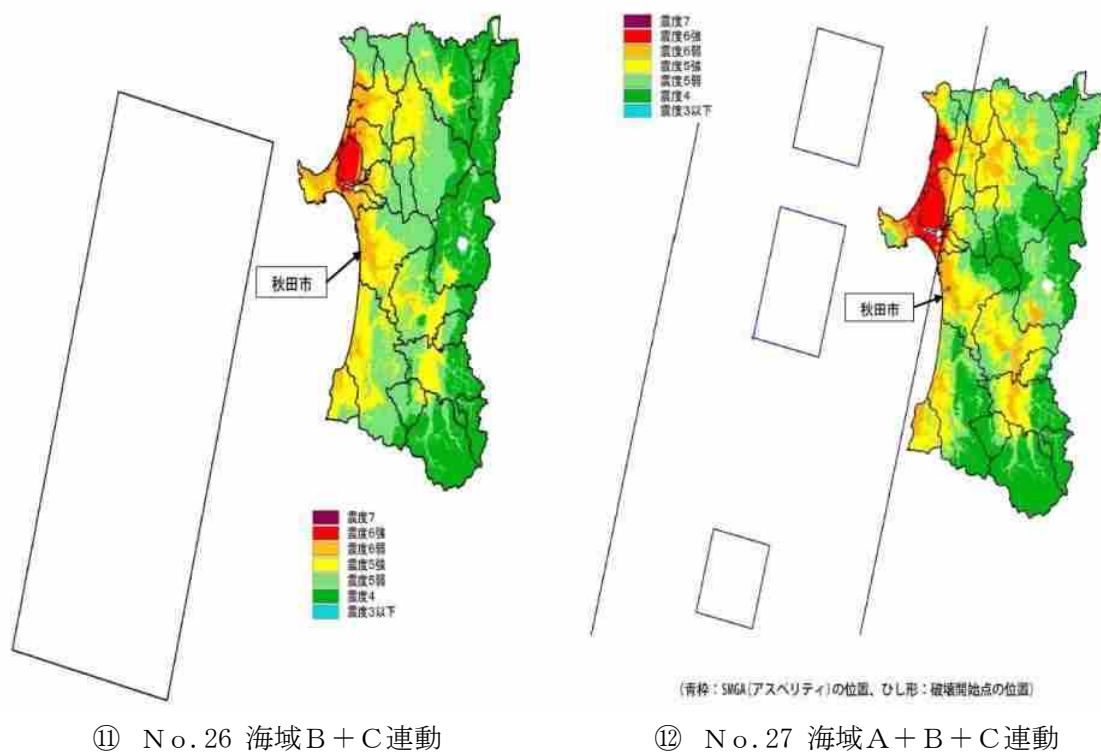 震度7
震度6強
震度6弱
震度5強
震度5弱
震度4
震度3以下
秋田市
⑪ No.26 海域B+C連動
震度7
震度6強
震度6弱
震度5強
震度5弱
震度4
震度3以下
秋田市
(青枠:SMGA(アスペリティ)の位置、ひし形:破壊開始点の位置)
⑫ No.27 海域A+B+C連動